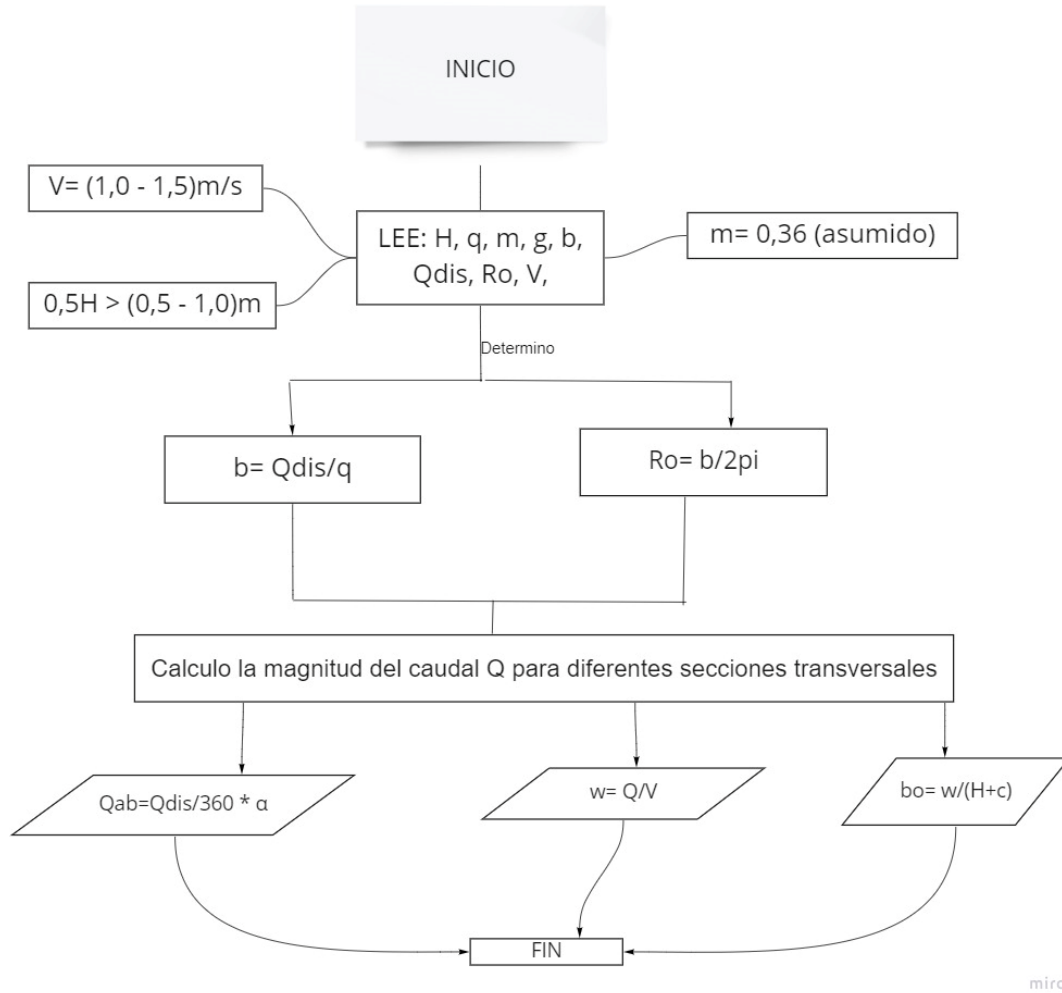 INICIO
V= (1,0 - 1,5)m/s
LEE: H, q, m, g, b,
Qdis, Ro, V,
m= 0,36 (asumido)
0,5H > (0,5 - 1,0)m
Determino
b= Qdis/q
Ro= b/2pi
Calculo la magnitud del caudal Q para diferentes secciones transversales
Qab=Qdis/360 * α
w= Q/V
bo= w/(H+c)
FIN
miro